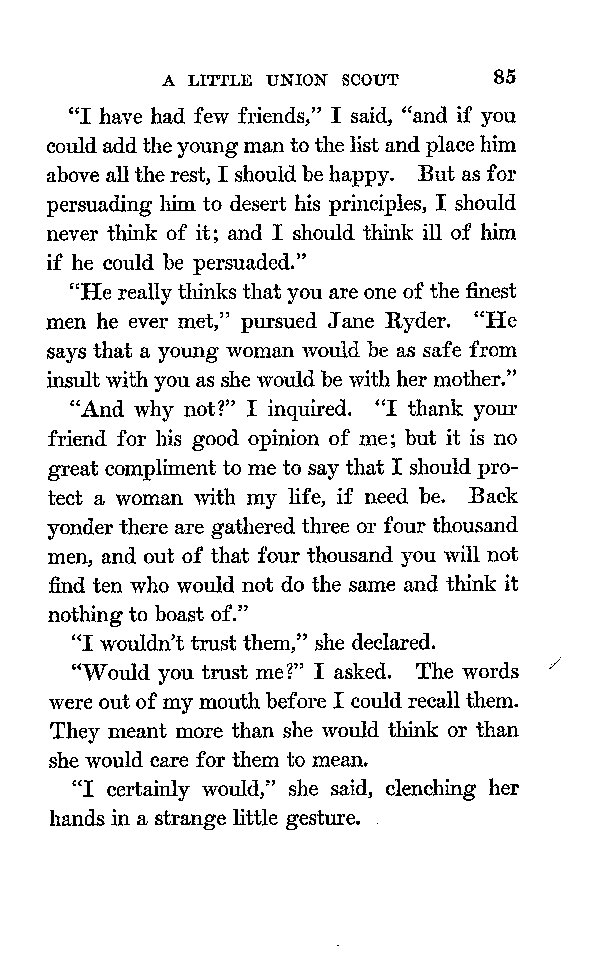 A LITTLE UNION SCOUT 85
“I have had few friends,” I said, “and if you
could add the young man to the list and place him
above all the rest, I should be happy. But as for
persuading him to desert his principles, I should
never think of it; and I should think ill of him
if he could be persuaded.”
“He really thinks that you are one of the finest
men he ever met,” pursued Jane Ryder. “He
says that a young woman would be as safe from
insult with you as she would be with her mother.”
“And why not?” I inquired. “I thank your
friend for his good opinion of me; but it is no
great compliment to me to say that I should pro-
tect a woman with my life, if need be. Back
yonder there are gathered three or four thousand
men, and out of that four thousand you will not
find ten who would not do the same and think it
nothing to boast of.”
“I wouldn’t trust them,” she declared.
“Would you trust me?” I asked. The words
were out of my mouth before I could recall them.
They meant more than she would think or than
she would care for them to mean.
“I certainly would,” she said, clenching her
hands in a strange little gesture.